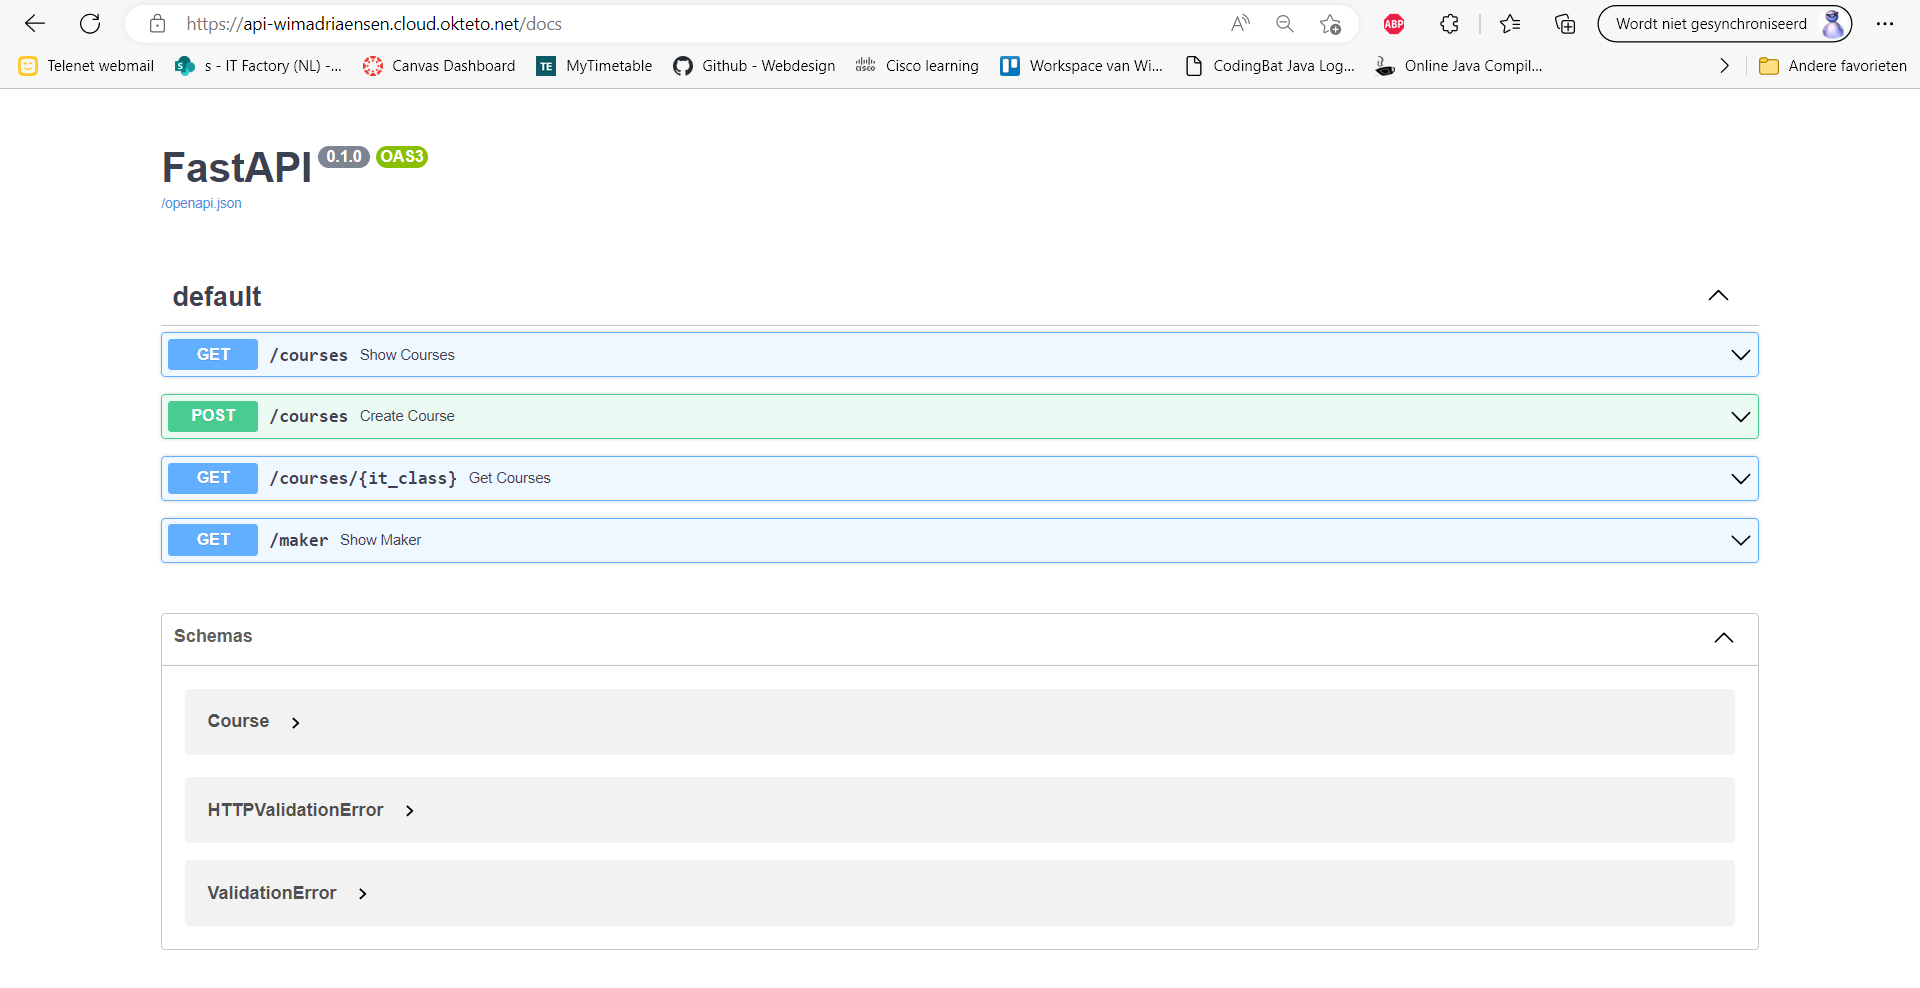 https://api-wimadriaensen.cloud.okteto.net/docs
ABP
Wordt niet gesynchroniseerd
Telenet webmail
S
s - IT Factory (NL) -...
Canvas Dashboard
TE
MyTimetable
Github - Webdesign
cisco
Cisco learning
Workspace van Wi...
CodingBat Java Log...
Online Java Compil...
Andere favorieten
FastAPI 0.1.0 OAS3
/openapi.json
default
GET /courses Show Courses
POST /courses Create Course
GET /courses/{it_class} Get Courses
GET /maker Show Maker
Schemas
Course
HTTPValidationError
ValidationError